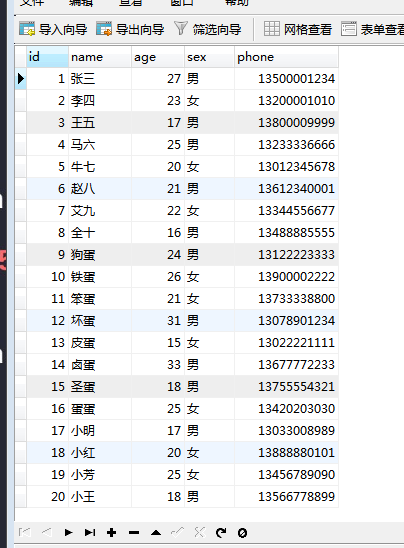 文件 编辑 查看 窗口 帮助
导入向导 导出向导 筛选向导 网格查看 表单查看
id name age sex phone
1 张三 27 男 13500001234
2 李四 23 女 13200001010
3 王五 17 男 13800009999
4 马六 25 男 13233336666
5 牛七 20 女 13012345678
6 赵八 21 男 13612340001
7 艾九 22 女 13344556677
8 全十 16 男 13488885555
9 狗蛋 24 男 13122223333
10 铁蛋 26 女 13900002222
11 笨蛋 21 女 13733338800
12 坏蛋 31 男 13078901234
13 皮蛋 15 女 13022221111
14 卤蛋 33 男 13677772233
15 圣蛋 18 男 13755554321
16 蛋蛋 25 女 13420203030
17 小明 17 男 13033008989
18 小红 20 女 13888880101
19 小芳 25 女 13456789090
20 小王 18 男 13566778899